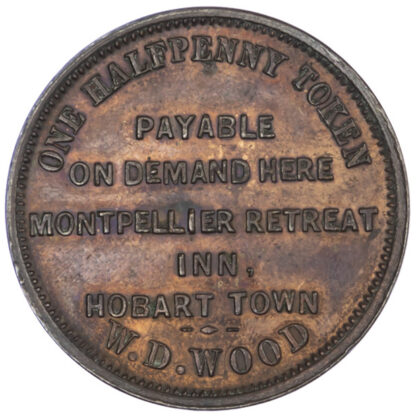 ONE HALFPENNY TOKEN
PAYABLE
ON DEMAND HERE
MONTPELLIER RETREAT
INN,
HOBART TOWN
W.D.WOOD